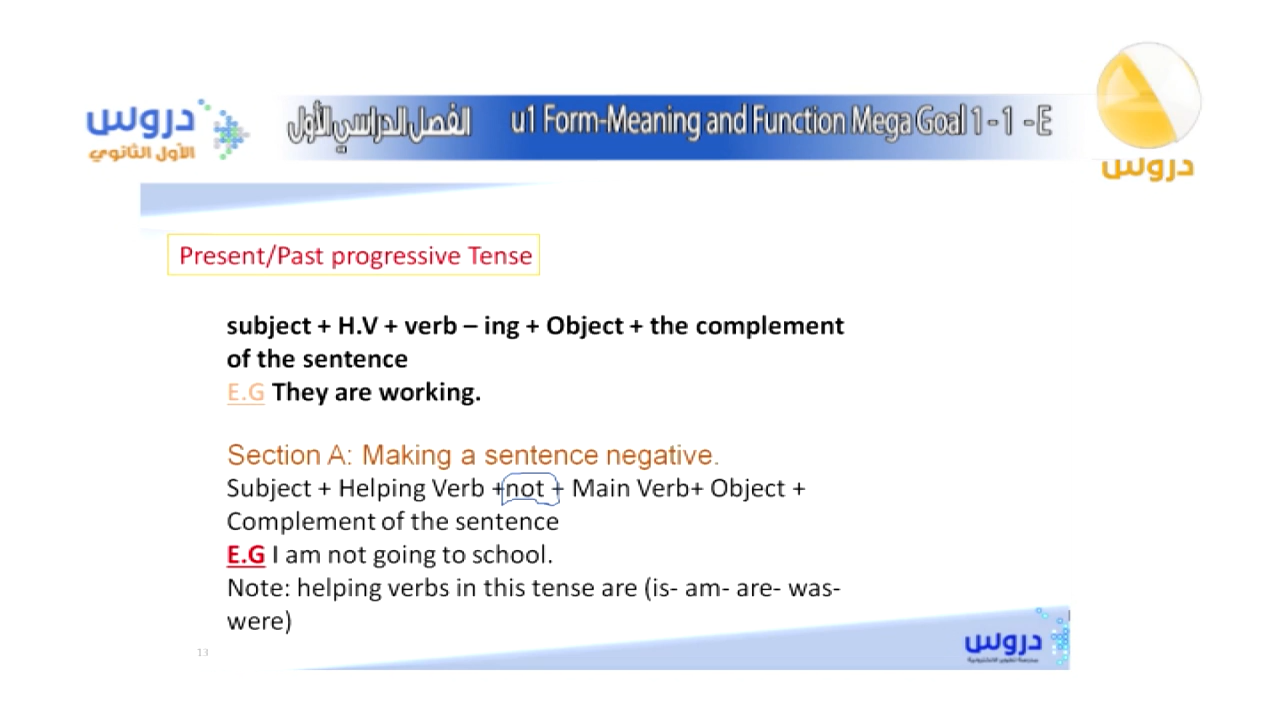 دروس
الأول الثانوي
الفصل الدراسي الأول
u1 Form-Meaning and Function Mega Goal 1 - 1 - E
دروس
Present/Past progressive Tense
subject + H.V + verb – ing + Object + the complement
of the sentence
E.G They are working.
Section A: Making a sentence negative.
Subject + Helping Verb +not + Main Verb+ Object +
Complement of the sentence
E.G I am not going to school.
Note: helping verbs in this tense are (is- am- are- was-
were)
دروس
13